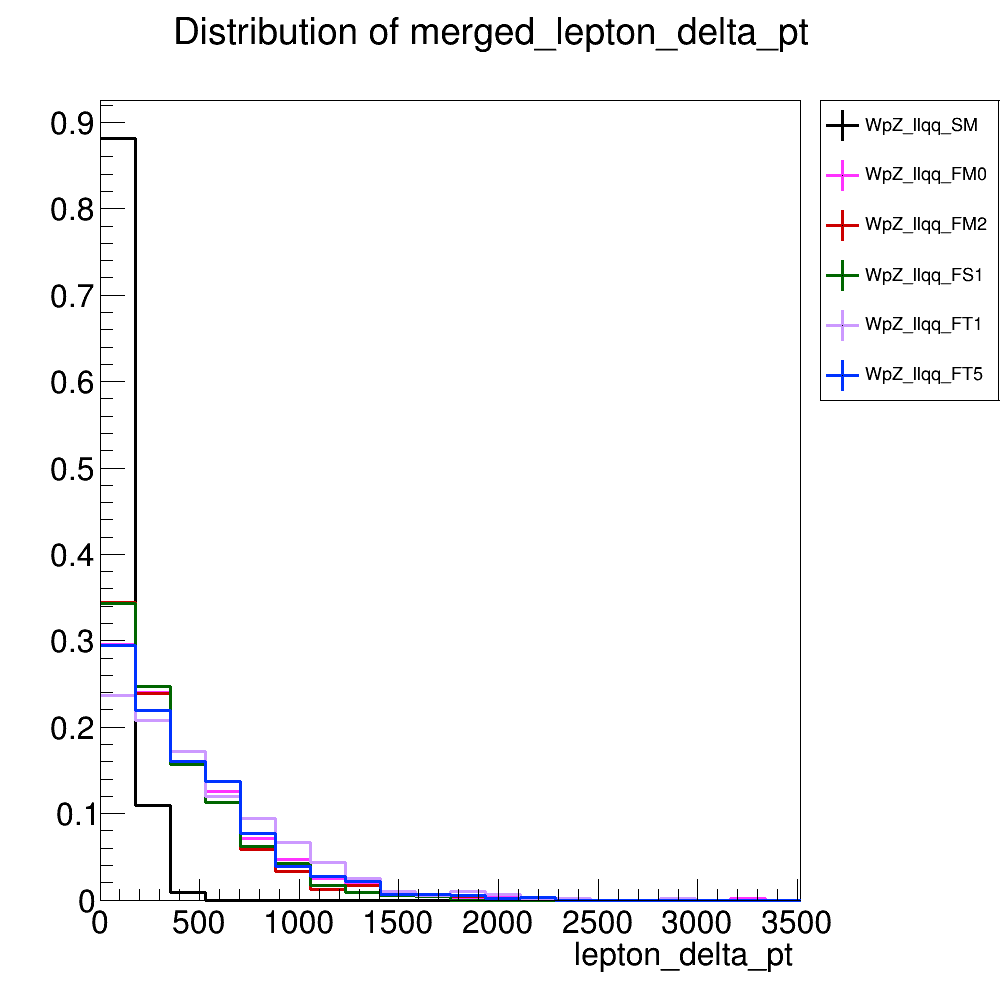 Distribution of merged_lepton_delta_pt
0.9
0.8
0.7
0.6
0.5
0.4
0.3
0.2
0.1
0
0 500 1000 1500 2000 2500 3000 3500
lepton_delta_pt
WpZ_llqq_SM
WpZ_llqq_FM0
WpZ_llqq_FM2
WpZ_llqq_FS1
WpZ_llqq_FT1
WpZ_llqq_FT5